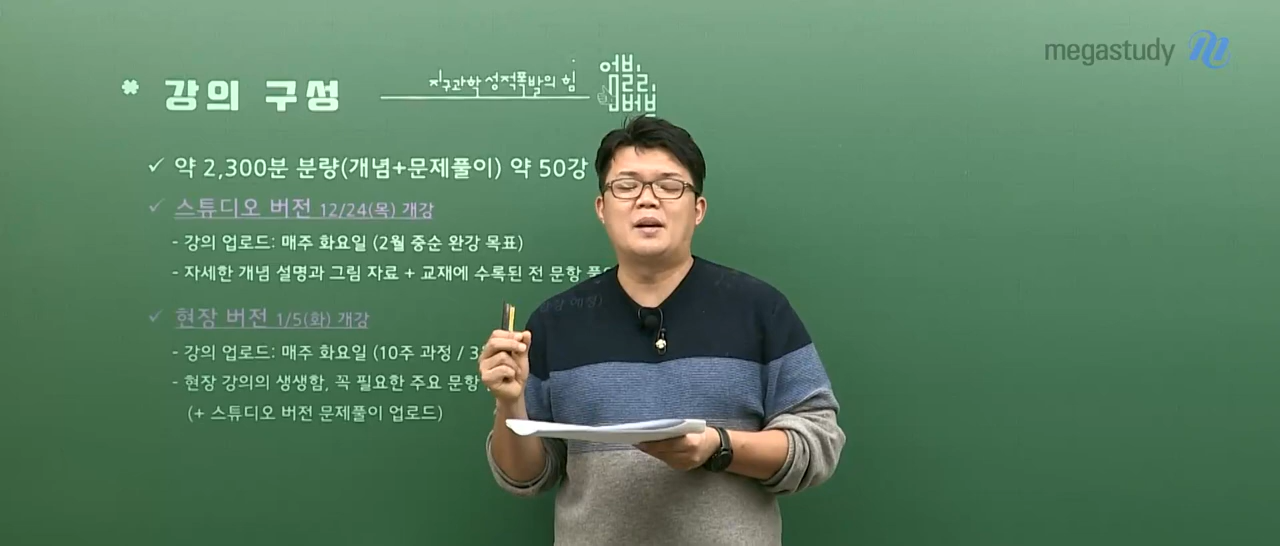 megastudy
* 강의 구성
지구과학 성적폭발의 힘
✓ 약 2,300분 분량(개념+문제풀이) 약 50강
✓ 스튜디오 버전 12/24(목) 개강
- 강의 업로드: 매주 화요일 (2월 중순 완강 목표)
- 자세한 개념 설명과 그림 자료 + 교재에 수록된 전 문항
✓ 현장 버전 1/5(화) 개강
- 강의 업로드: 매주 화요일 (10주 과정 /
- 현장 강의의 생생함, 꼭 필요한 주요 문항
(+ 스튜디오 버전 문제풀이 업로드)